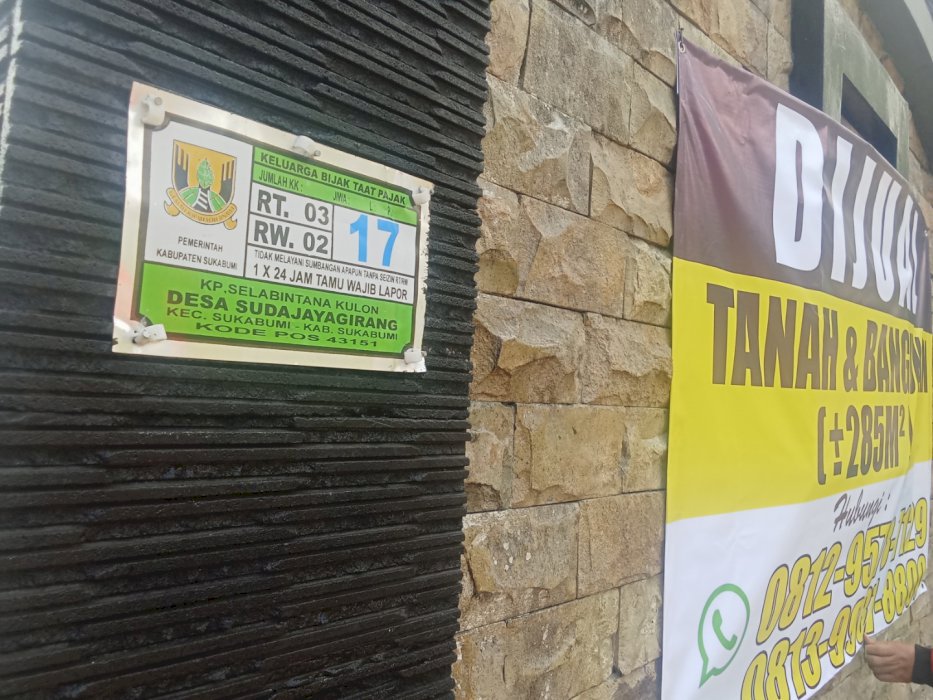 KELUARGA BIJAK TAAT PAJAK
JUMLAH KK : JIWA L P
RT. 03
RW. 02
17
PEMERINTAH
KABUPATEN SUKABUMI
TIDAK MELAYANI SUMBANGAN APAPUN TANPA SEIZIN RT/RW
1 X 24 JAM TAMU WAJIB LAPOR
KP.SELABINTANA KULON
DESA SUDAJAYAGIRANG
KEC. SUKABUMI - KAB. SUKABUMI
KODE POS 43151
DIJUAL
TANAH & BANGUNAN
(±285M²)
Hubungi :